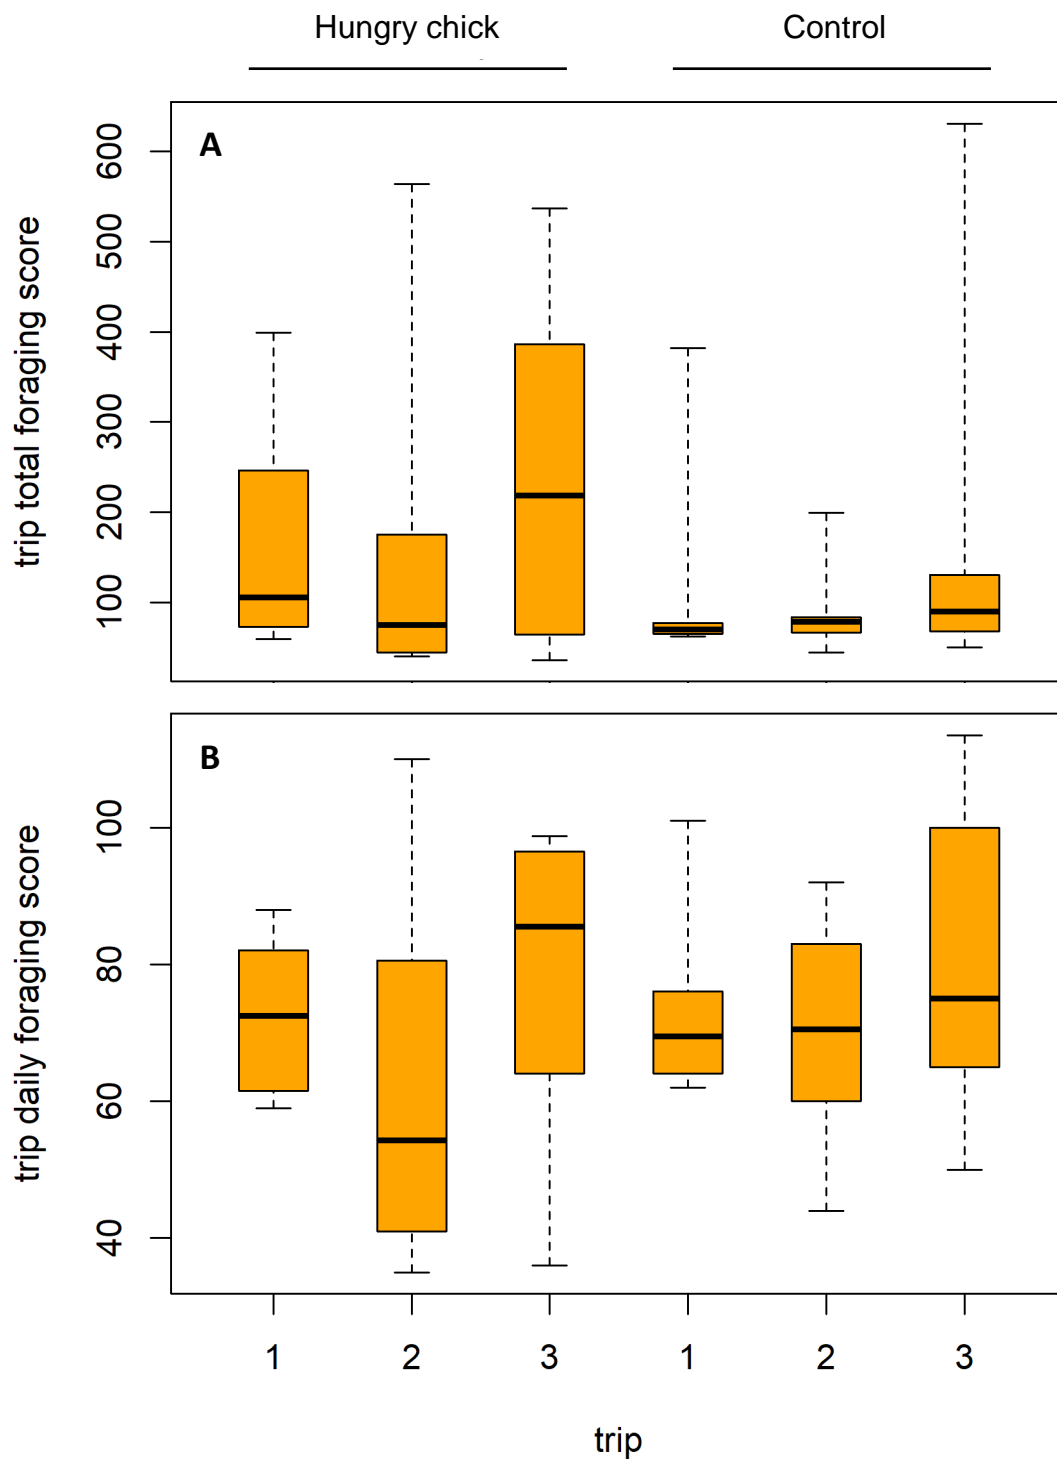 Hungry chick Control
A
600
500
400
300
200
100
trip total foraging score
B
100
80
60
40
trip daily foraging score
1 2 3 1 2 3
trip